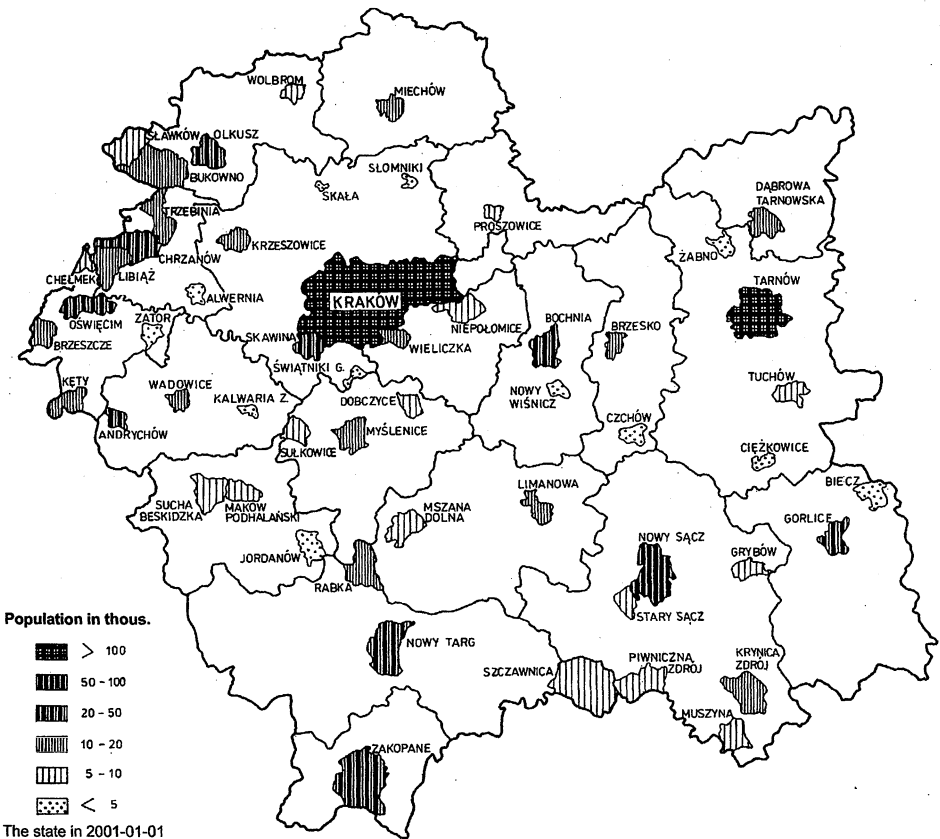 WOLBROM
MIECHÓW
SŁAWKÓW
OLKUSZ
BUKOWNO
SŁOMNIKI
SKAŁA
DĄBROWA
TARNOWSKA
TRZEBINIA
PROSZOWICE
KRZESZOWICE
ŻABNO
CHRZANÓW
CHEŁMEK
LIBIĄŻ
TARNÓW
ALWERNIA
KRAKÓW
OŚWIĘCIM
ZATOR
NIEPOŁOMICE
BOCHNIA
BRZESKO
BRZESZCZE
SKAWINA
WIELICZKA
ŚWIĄTNIKI G.
KĘTY
WADOWICE
KALWARIA Z.
DOBCZYCE
NOWY
WIŚNICZ
TUCHÓW
ANDRYCHÓW
MYŚLENICE
CZCHÓW
SUŁKOWICE
CIĘŻKOWICE
BIECZ
SUCHA
BESKIDZKA
MAKÓW
PODHALAŃSKI
MSZANA
DOLNA
LIMANOWA
GORLICE
JORDANÓW
NOWY SĄCZ
GRYBÓW
RABKA
STARY SĄCZ
Population in thous.
> 100
50 - 100
20 - 50
10 - 20
5 - 10
< 5
The state in 2001-01-01
NOWY TARG
SZCZAWNICA
PIWNICZNA
ZDRÓJ
KRYNICA
ZDRÓJ
MUSZYNA
ZAKOPANE